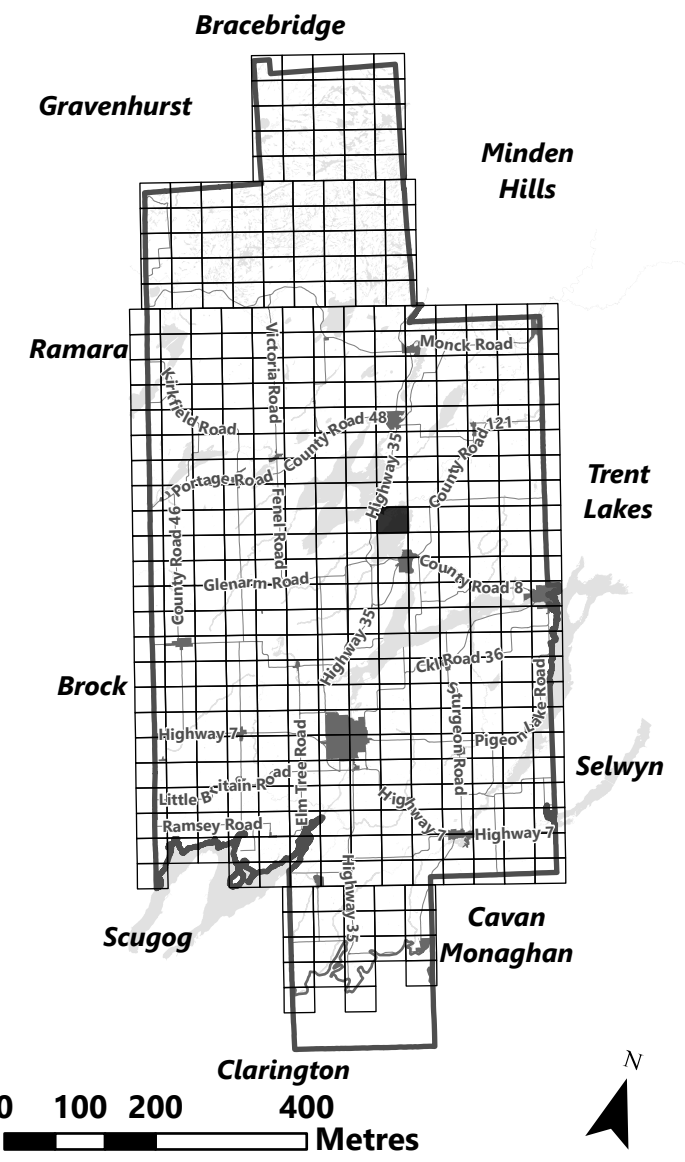 Bracebridge
Gravenhurst
Minden
Hills
Ramara
Monck Road
Victoria Road
Kirkfield Road
County Road 48
Highway 35
County Road 121
Portage Road
Trent
Lakes
Fenel Road
County Road 46
County Road 8
Glenarm Road
Highway 35
Ckl Road 36
Brock
Sturgeon Road
Pigeon Lake Road
Highway 7
Elm Tree Road
Selwyn
Little Britain Road
Highway 7
Ramsey Road
Highway 7
Highway 35
Scugog
Cavan
Monaghan
Clarington
N
0 100 200 400
Metres